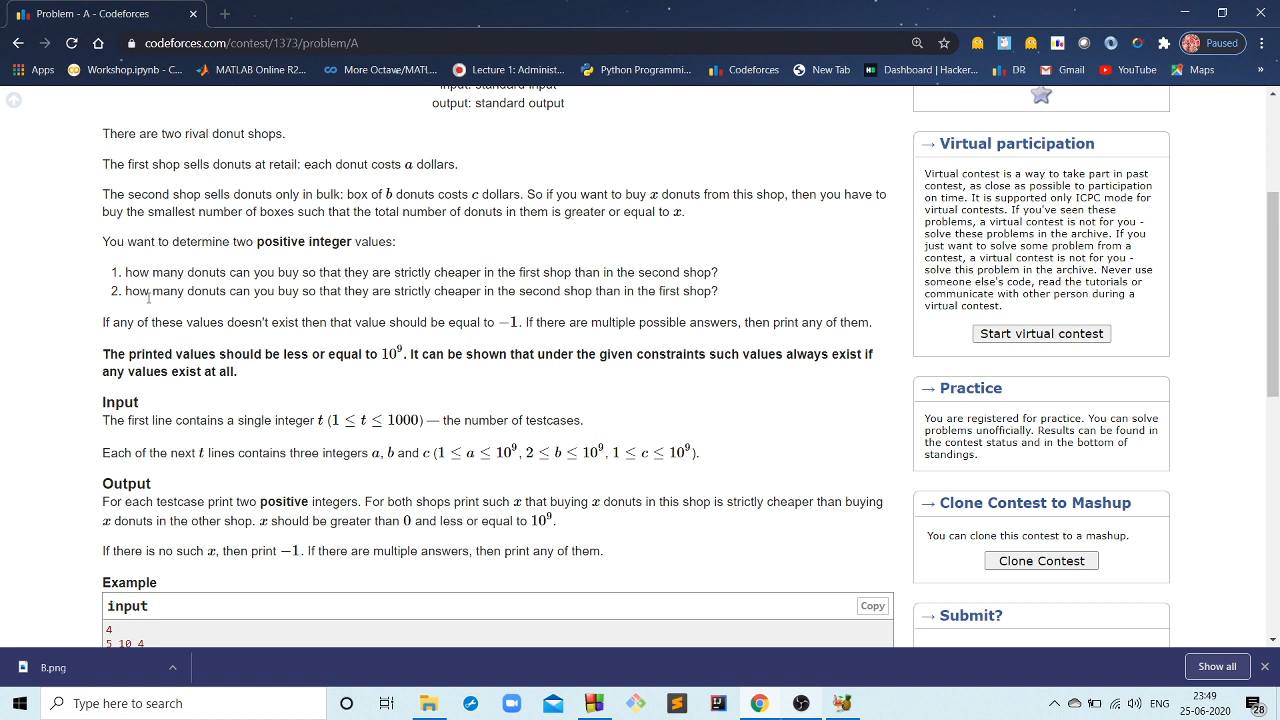 Problem - A - Codeforces
codeforces.com/contest/1373/problem/A
Paused
Apps
Workshop.ipynb - C...
MATLAB Online R2...
More Octave/MATL...
Lecture 1: Administ...
Python Programmi...
Codeforces
New Tab
Dashboard | Hacker...
DR
Gmail
YouTube
Maps
»
input: standard input
output: standard output
There are two rival donut shops.
The first shop sells donuts at retail: each donut costs a dollars.
The second shop sells donuts only in bulk: box of b donuts costs c dollars. So if you want to buy x donuts from this shop, then you have to
buy the smallest number of boxes such that the total number of donuts in them is greater or equal to x.
You want to determine two positive integer values:
1. how many donuts can you buy so that they are strictly cheaper in the first shop than in the second shop?
2. how many donuts can you buy so that they are strictly cheaper in the second shop than in the first shop?
If any of these values doesn't exist then that value should be equal to −1. If there are multiple possible answers, then print any of them.
The printed values should be less or equal to 10⁹. It can be shown that under the given constraints such values always exist if
any values exist at all.
Input
The first line contains a single integer t (1 ≤ t ≤ 1000) — the number of testcases.
Each of the next t lines contains three integers a, b and c (1 ≤ a ≤ 10⁹, 2 ≤ b ≤ 10⁹, 1 ≤ c ≤ 10⁹).
Output
For each testcase print two positive integers. For both shops print such x that buying x donuts in this shop is strictly cheaper than buying
x donuts in the other shop. x should be greater than 0 and less or equal to 10⁹.
If there is no such x, then print −1. If there are multiple answers, then print any of them.
Example
input
Copy
4
5 10 4
→ Virtual participation
Virtual contest is a way to take part in past
contest, as close as possible to participation
on time. It is supported only ICPC mode for
virtual contests. If you've seen these
problems, a virtual contest is not for you -
solve these problems in the archive. If you
just want to solve some problem from a
contest, a virtual contest is not for you -
solve this problem in the archive. Never use
someone else's code, read the tutorials or
communicate with other person during a
virtual contest.
Start virtual contest
→ Practice
You are registered for practice. You can solve
problems unofficially. Results can be found in
the contest status and in the bottom of
standings.
→ Clone Contest to Mashup
You can clone this contest to a mashup.
Clone Contest
→ Submit?
B.png
Show all
Type here to search
23:49
25-06-2020
28